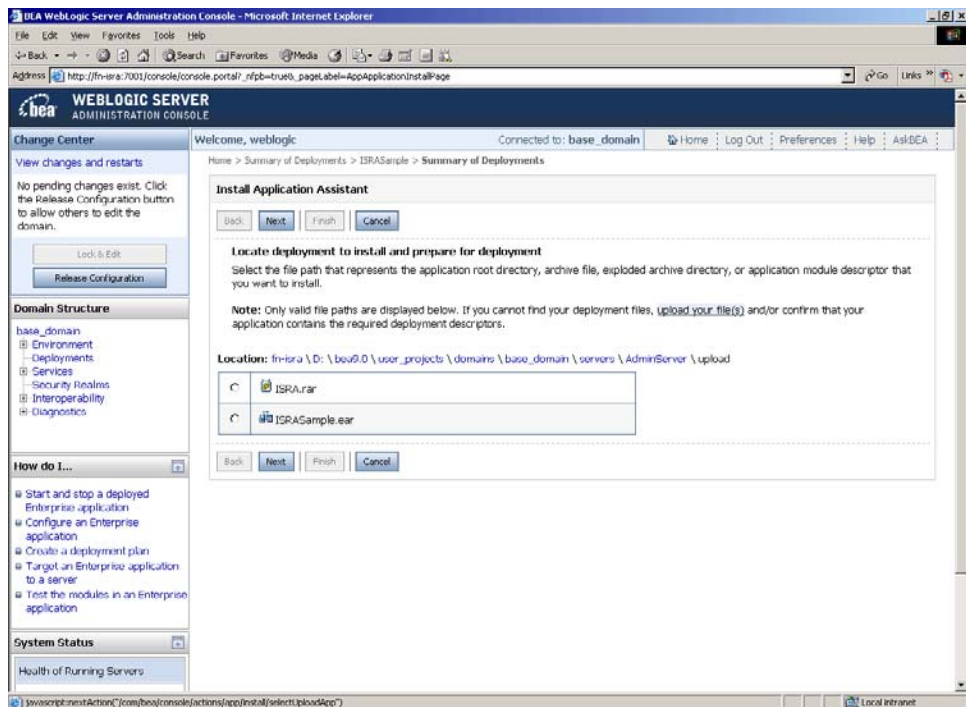 BEA WebLogic Server Administration Console - Microsoft Internet Explorer
File Edit View Favorites Tools Help
Back Search Favorites Media
Address http://fn-isra:7001/console/console.portal?_nfpb=true&_pageLabel=AppApplicationInstallPage Go Links »
bea WEBLOGIC SERVER
ADMINISTRATION CONSOLE
Change Center
View changes and restarts
No pending changes exist. Click
the Release Configuration button
to allow others to edit the
domain.
Lock & Edit
Release Configuration
Domain Structure
base_domain
Environment
Deployments
Services
Security Realms
Interoperability
Diagnostics
How do I...
Start and stop a deployed
Enterprise application
Configure an Enterprise
application
Create a deployment plan
Target an Enterprise application
to a server
Test the modules in an Enterprise
application
System Status
Health of Running Servers
Welcome, weblogic Connected to: base_domain Home Log Out Preferences Help AskBEA
Home > Summary of Deployments > ISRASample > Summary of Deployments
Install Application Assistant
Back Next Finish Cancel
Locate deployment to install and prepare for deployment
Select the file path that represents the application root directory, archive file, exploded archive directory, or application module descriptor that
you want to install.
Note: Only valid file paths are displayed below. If you cannot find your deployment files, upload your file(s) and/or confirm that your
application contains the required deployment descriptors.
Location: fn-isra \ D: \ bea9.0 \ user_projects \ domains \ base_domain \ servers \ AdminServer \ upload
ISRA.rar
ISRASample.ear
Back Next Finish Cancel
javascript:nextAction("/com/bea/console/actions/app/install/selectUploadApp") Local intranet